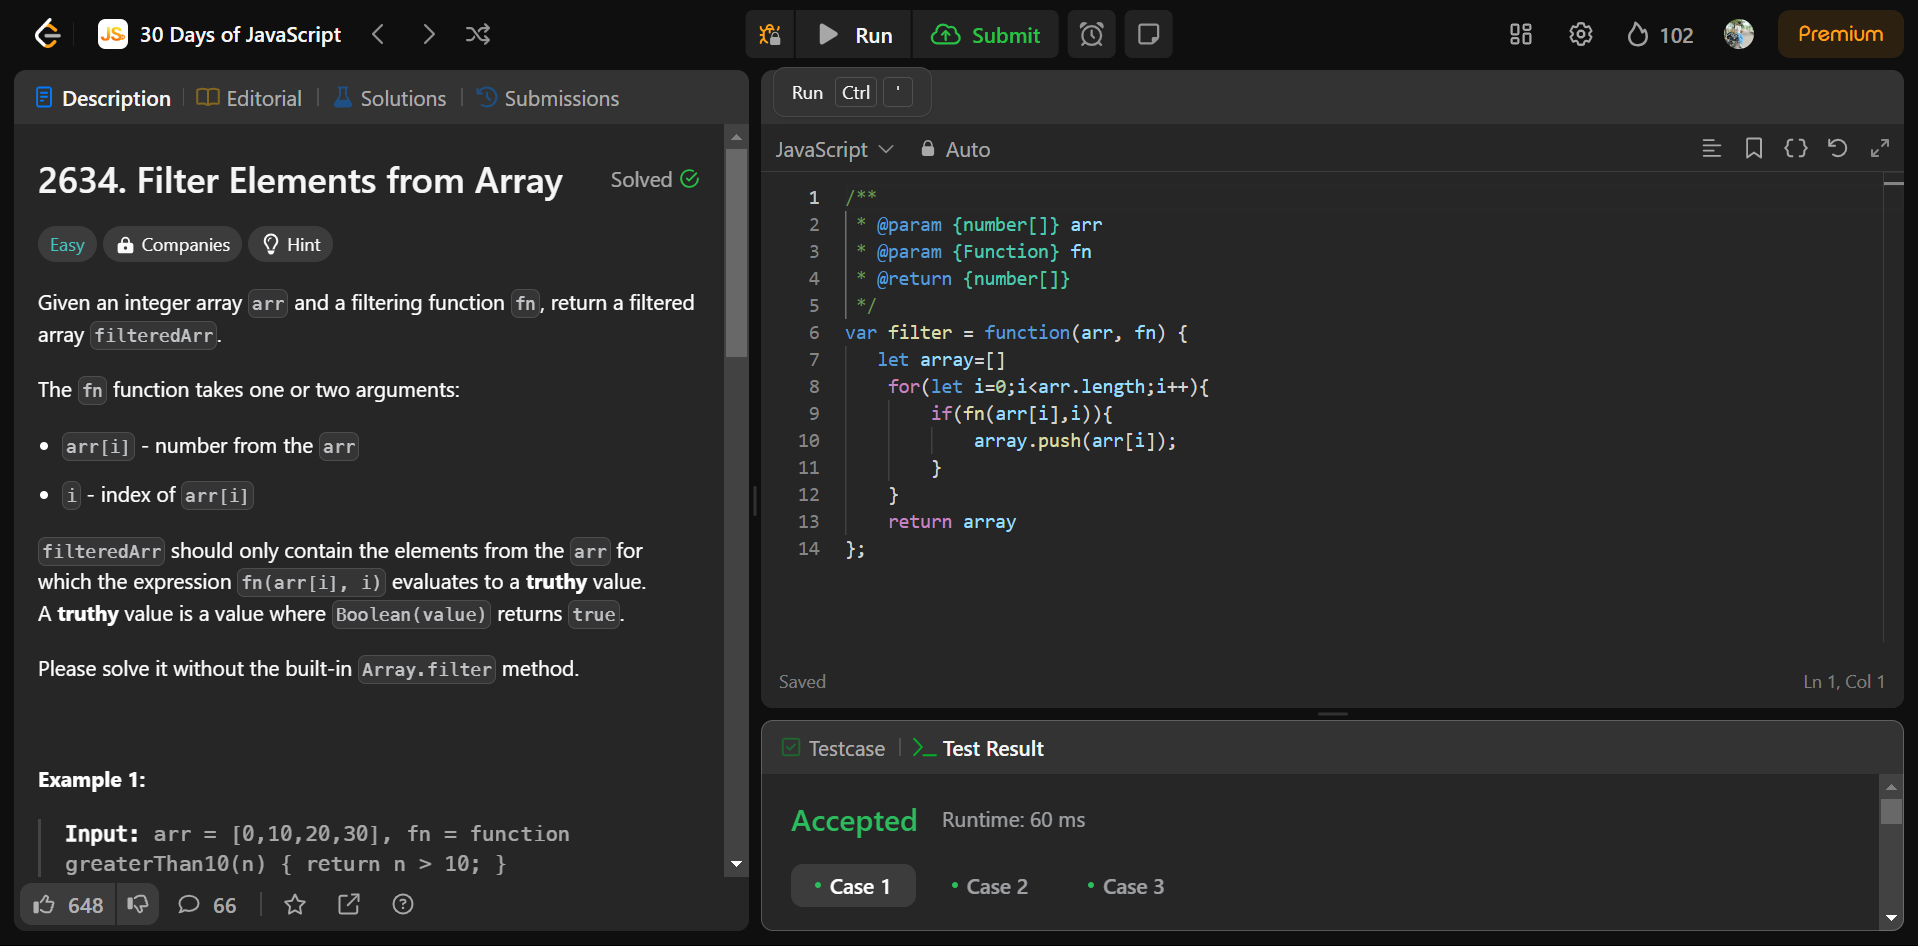 JS 30 Days of JavaScript
Run
Submit
102
Premium
Description
Editorial
Solutions
Submissions
2634. Filter Elements from Array
Solved
Easy
Companies
Hint
Given an integer array arr and a filtering function fn, return a filtered
array filteredArr.
The fn function takes one or two arguments:
• arr[i] - number from the arr
• i - index of arr[i]
filteredArr should only contain the elements from the arr for
which the expression fn(arr[i], i) evaluates to a truthy value.
A truthy value is a value where Boolean(value) returns true.
Please solve it without the built-in Array.filter method.
Example 1:
Input: arr = [0,10,20,30], fn = function
greaterThan10(n) { return n > 10; }
648
66
Run Ctrl '
JavaScript
Auto
1 /**
2 * @param {number[]} arr
3 * @param {Function} fn
4 * @return {number[]}
5 */
6 var filter = function(arr, fn) {
7 let array=[]
8 for(let i=0;i<arr.length;i++){
9 if(fn(arr[i],i)){
10 array.push(arr[i]);
11 }
12 }
13 return array
14 };
Saved
Ln 1, Col 1
Testcase
>_ Test Result
Accepted
Runtime: 60 ms
• Case 1
• Case 2
• Case 3